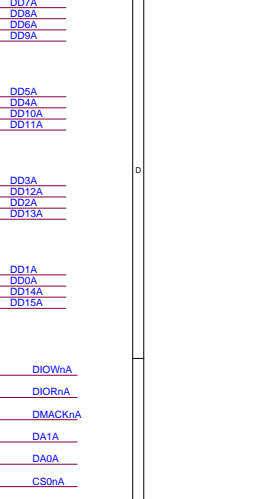 DD7A
DD8A
DD6A
DD9A
DD5A
DD4A
DD10A
DD11A
D
DD3A
DD12A
DD2A
DD13A
DD1A
DD0A
DD14A
DD15A
DIOWnA
DIORnA
DMACKnA
DA1A
DA0A
CS0nA